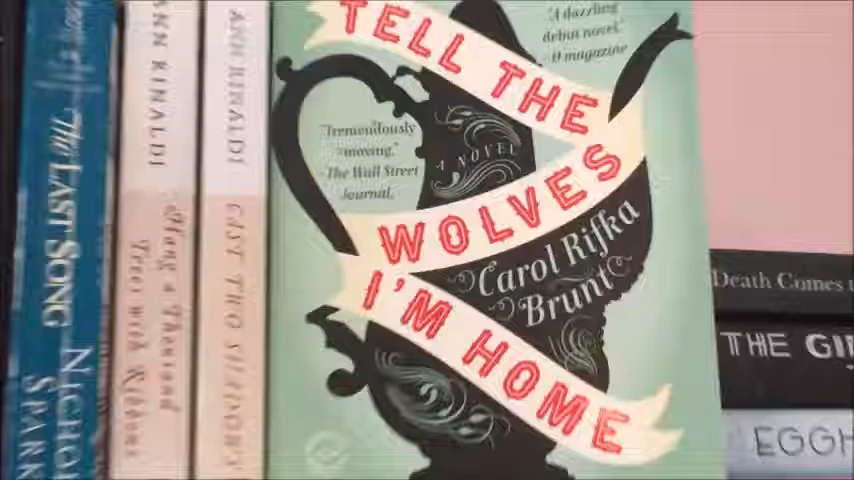 The LAST SONG
NICHO
SPAR
ANN RINALDI
Hang a Thousand
Trees with Ribbons
ANN RINALDI
CAST TWO SHADOWS
TELL THE
WOLVES
I'M HOME
"A dazzling
debut novel."
-O magazine
"Tremendously
moving."
-The Wall Street
Journal.
A NOVEL
Carol Rifka
Brunt
Death Comes
THE GI
EGGH